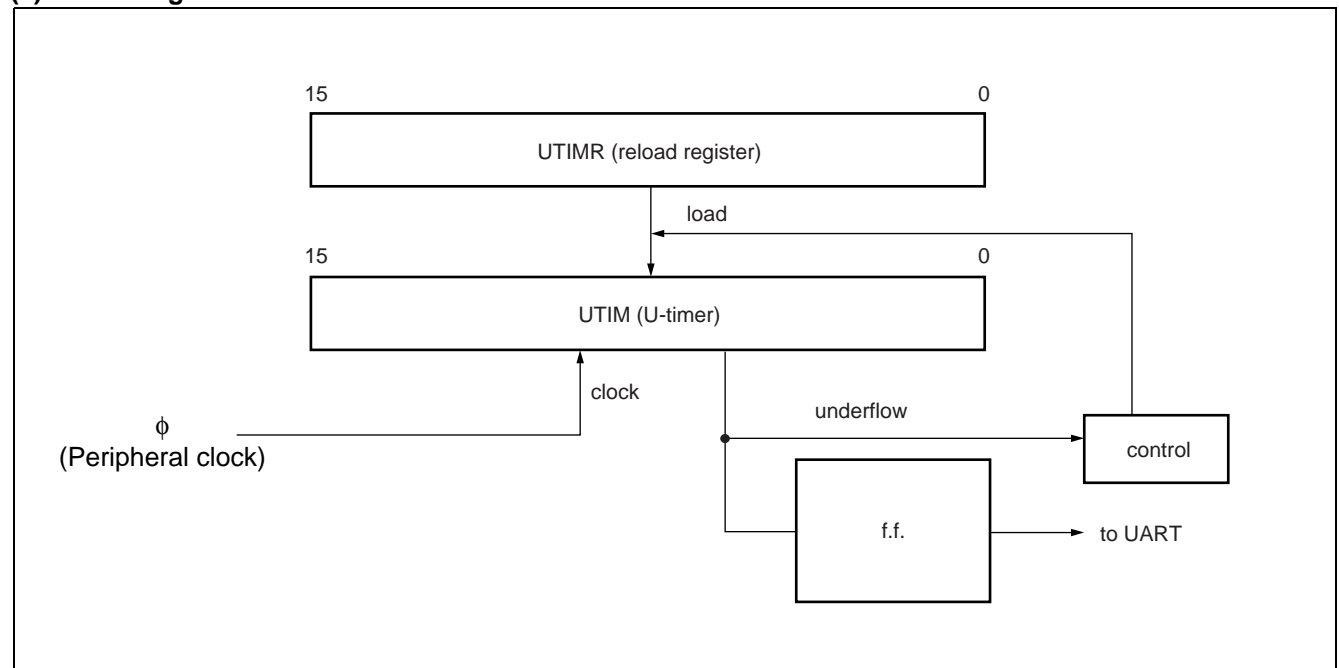 15 0
UTIMR (reload register)
load
15 0
UTIM (U-timer)
clock
underflow
ϕ
(Peripheral clock)
control
f.f.
to UART